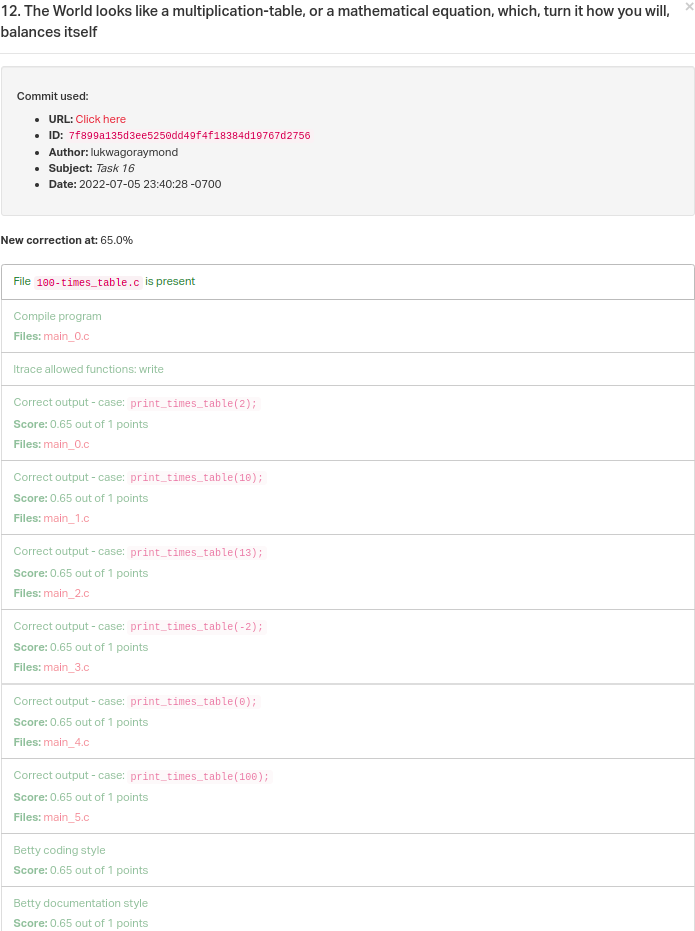 12. The World looks like a multiplication-table, or a mathematical equation, which, turn it how you will,
balances itself
×
Commit used:
• URL: Click here
• ID: 7f899a135d3ee5250dd49f4f18384d19767d2756
• Author: lukwagoraymond
• Subject: Task 16
• Date: 2022-07-05 23:40:28 -0700
New correction at: 65.0%
File 100-times_table.c is present
Compile program
Files: main_0.c
ltrace allowed functions: write
Correct output - case: print_times_table(2);
Score: 0.65 out of 1 points
Files: main_0.c
Correct output - case: print_times_table(10);
Score: 0.65 out of 1 points
Files: main_1.c
Correct output - case: print_times_table(13);
Score: 0.65 out of 1 points
Files: main_2.c
Correct output - case: print_times_table(-2);
Score: 0.65 out of 1 points
Files: main_3.c
Correct output - case: print_times_table(0);
Score: 0.65 out of 1 points
Files: main_4.c
Correct output - case: print_times_table(100);
Score: 0.65 out of 1 points
Files: main_5.c
Betty coding style
Score: 0.65 out of 1 points
Betty documentation style
Score: 0.65 out of 1 points